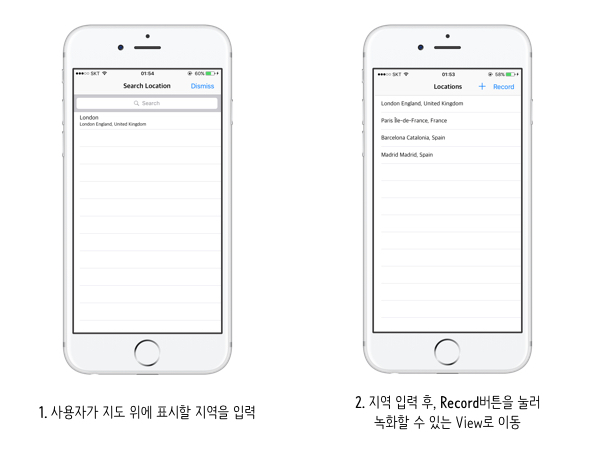 SKT 01:54 60%
Search Location Dismiss
Search
London
London England, United Kingdom
1. 사용자가 지도 위에 표시할 지역을 입력
SKT 01:53 58%
Locations + Record
London England, United Kingdom
Paris Île-de-France, France
Barcelona Catalonia, Spain
Madrid Madrid, Spain
2. 지역 입력 후, Record버튼을 눌러
녹화할 수 있는 View로 이동